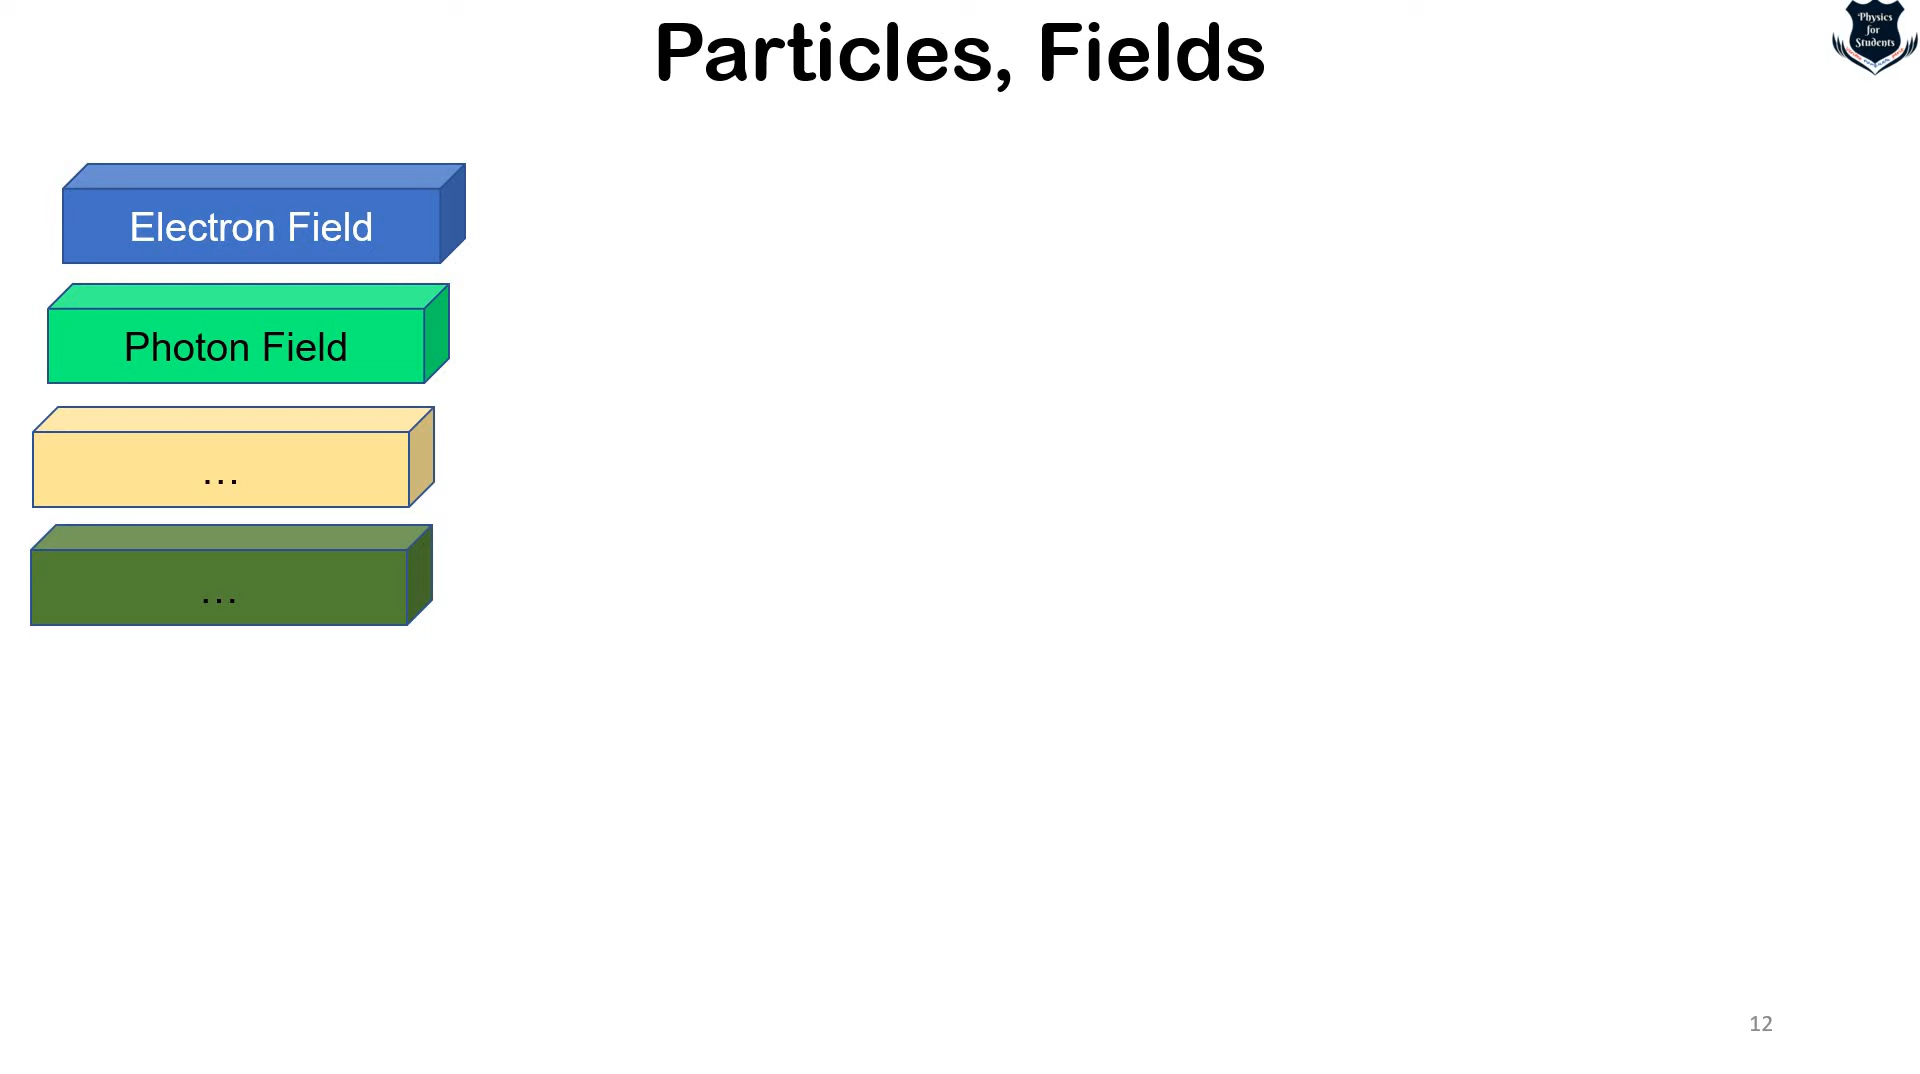 Particles, Fields
Physics
for
Students
Electron Field
Photon Field
...
...
12